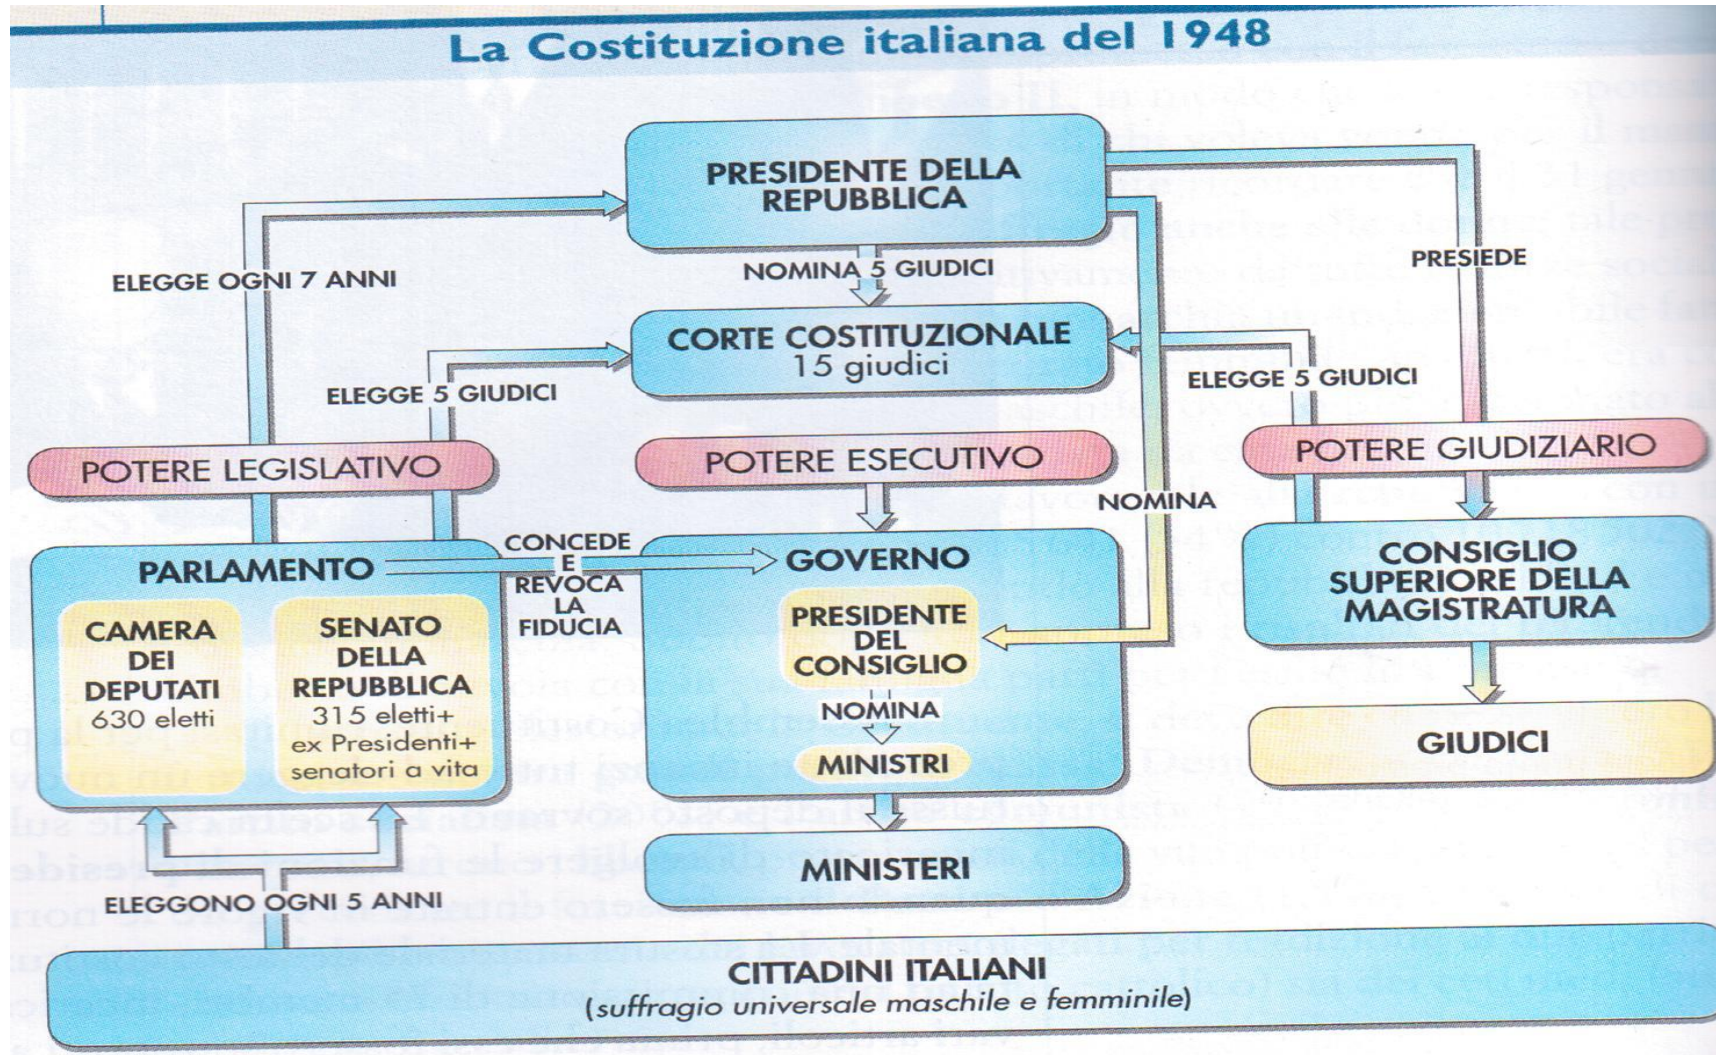 La Costituzione italiana del 1948
PRESIDENTE DELLA
REPUBBLICA
ELEGGE OGNI 7 ANNI
NOMINA 5 GIUDICI
PRESIEDE
CORTE COSTITUZIONALE
15 giudici
ELEGGE 5 GIUDICI
ELEGGE 5 GIUDICI
POTERE LEGISLATIVO
POTERE ESECUTIVO
POTERE GIUDIZIARIO
NOMINA
PARLAMENTO
CONCEDE
E
REVOCA
LA
FIDUCIA
GOVERNO
CONSIGLIO
SUPERIORE DELLA
MAGISTRATURA
CAMERA
DEI
DEPUTATI
630 eletti
SENATO
DELLA
REPUBBLICA
315 eletti+
ex Presidenti+
senatori a vita
PRESIDENTE
DEL
CONSIGLIO
NOMINA
MINISTRI
GIUDICI
MINISTERI
ELEGGONO OGNI 5 ANNI
CITTADINI ITALIANI
(suffragio universale maschile e femminile)